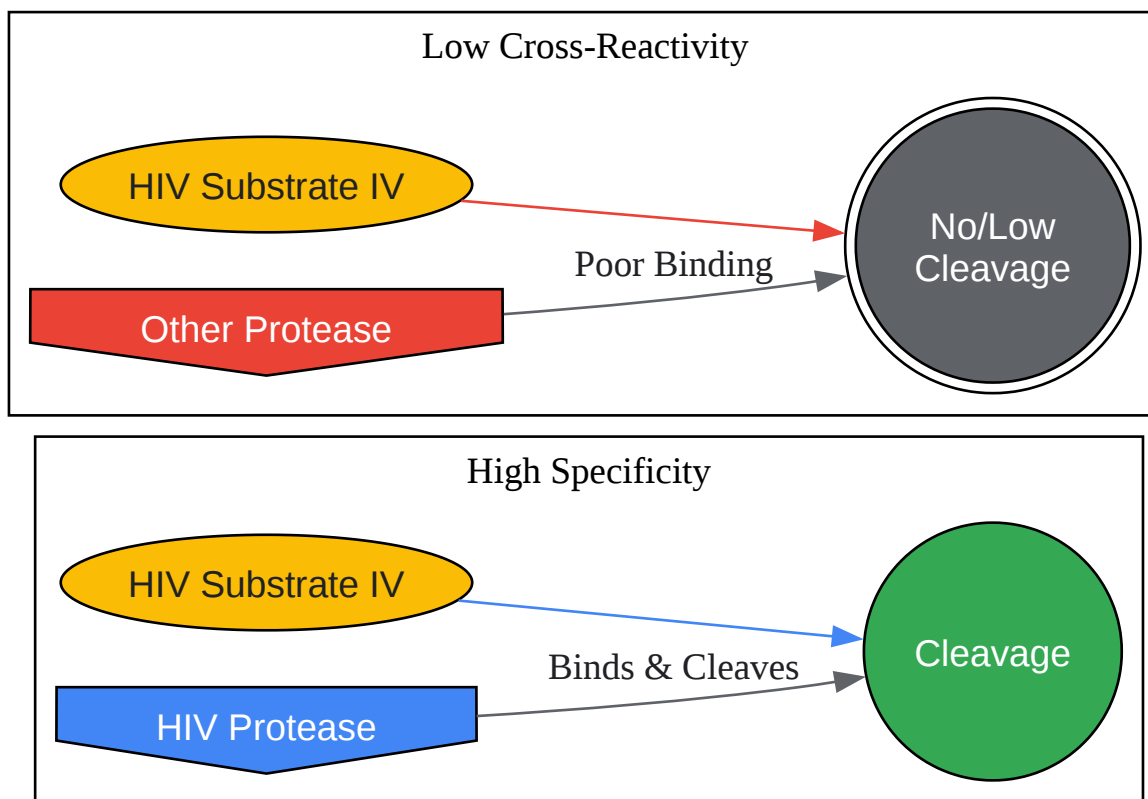 Low Cross-Reactivity
HIV Substrate IV
No/Low
Cleavage
Poor Binding
Other Protease
High Specificity
HIV Substrate IV
Cleavage
Binds & Cleaves
HIV Protease